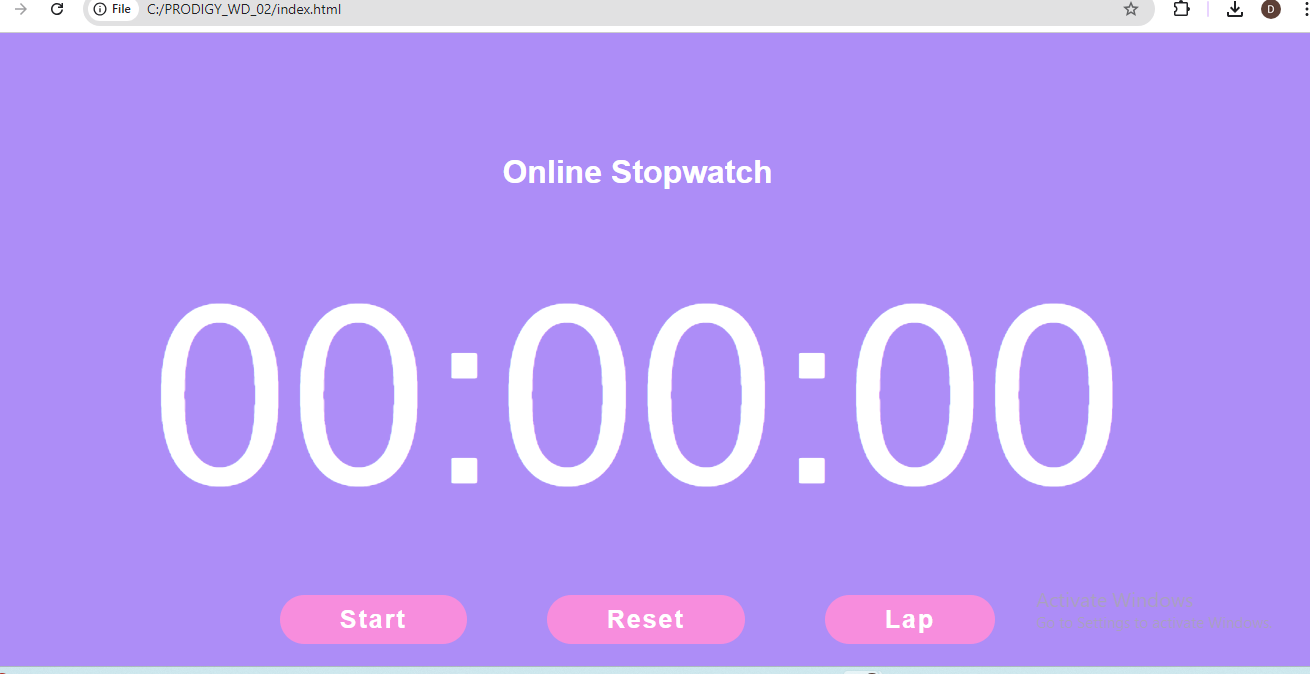 File C:/PRODIGY_WD_02/index.html
D
Online Stopwatch
00:00:00
Start Reset Lap
Activate Windows
Go to Settings to activate Windows.